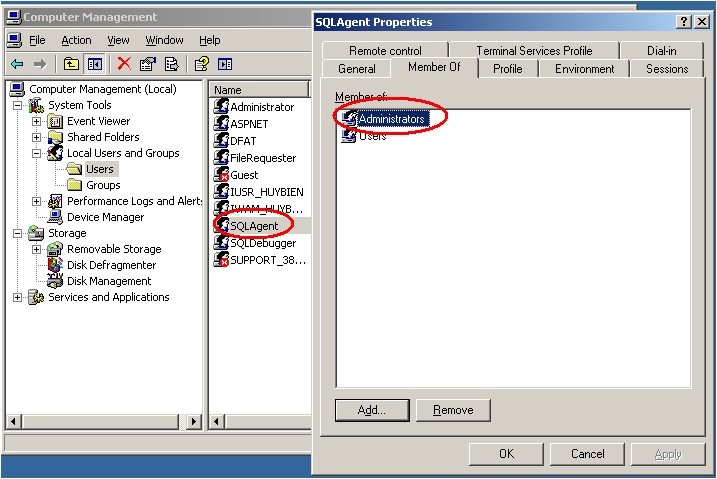 Computer Management
File Action View Window Help
Computer Management (Local)
System Tools
Event Viewer
Shared Folders
Local Users and Groups
Users
Groups
Performance Logs and Alert
Device Manager
Storage
Removable Storage
Disk Defragmenter
Disk Management
Services and Applications
Name
Administrator
ASPNET
DFAT
FileRequester
Guest
IUSR_HUYBIEN
IWAM_HUYB...
SQLAgent
SQLDebugger
SUPPORT_38...
SQLAgent Properties
Remote control Terminal Services Profile Dial-in
General Member Of Profile Environment Sessions
Member of:
Administrators
Users
Add... Remove
OK Cancel Apply